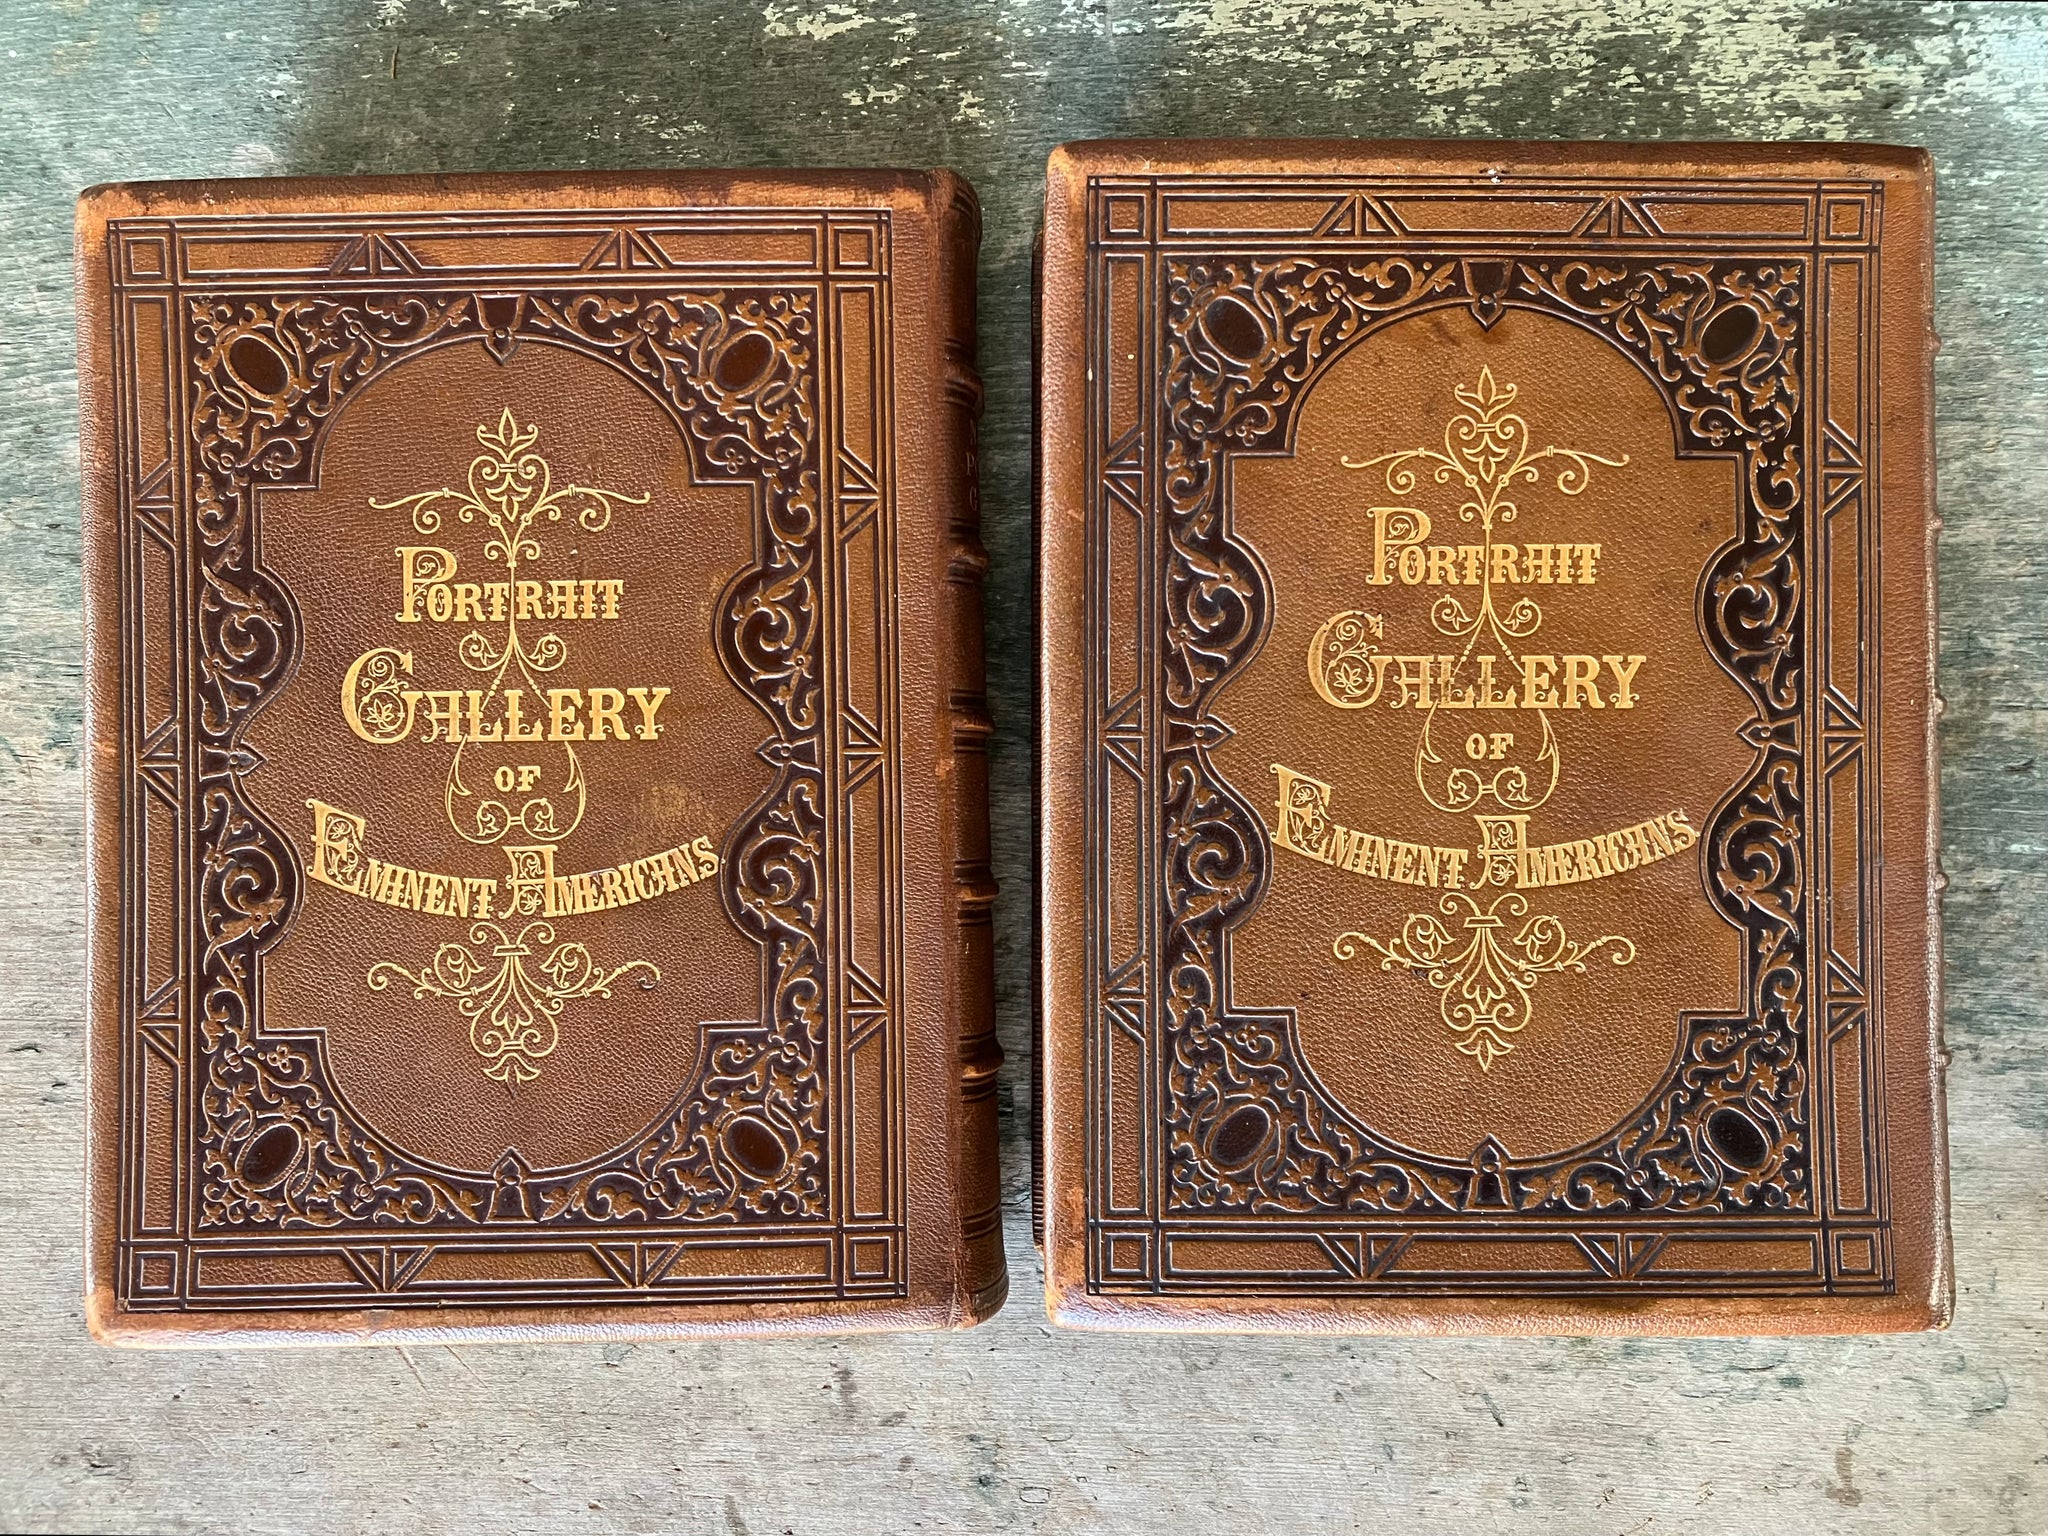 PORTRAIT
GALLERY
OF
EMINENT AMERICANS
PORTRAIT
GALLERY
OF
EMINENT AMERICANS